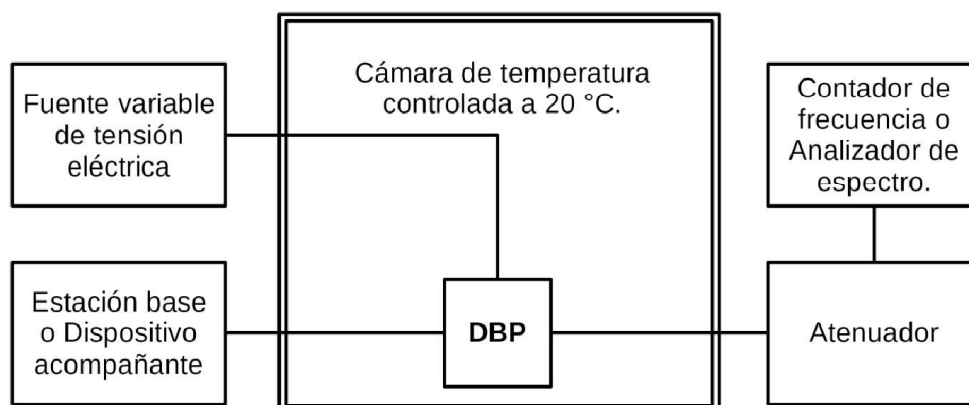 Fuente variable
de tensión
eléctrica
Cámara de temperatura
controlada a 20 °C.
Contador de
frecuencia o
Analizador de
espectro.
Estación base
o Dispositivo
acompañante
DBP
Atenuador